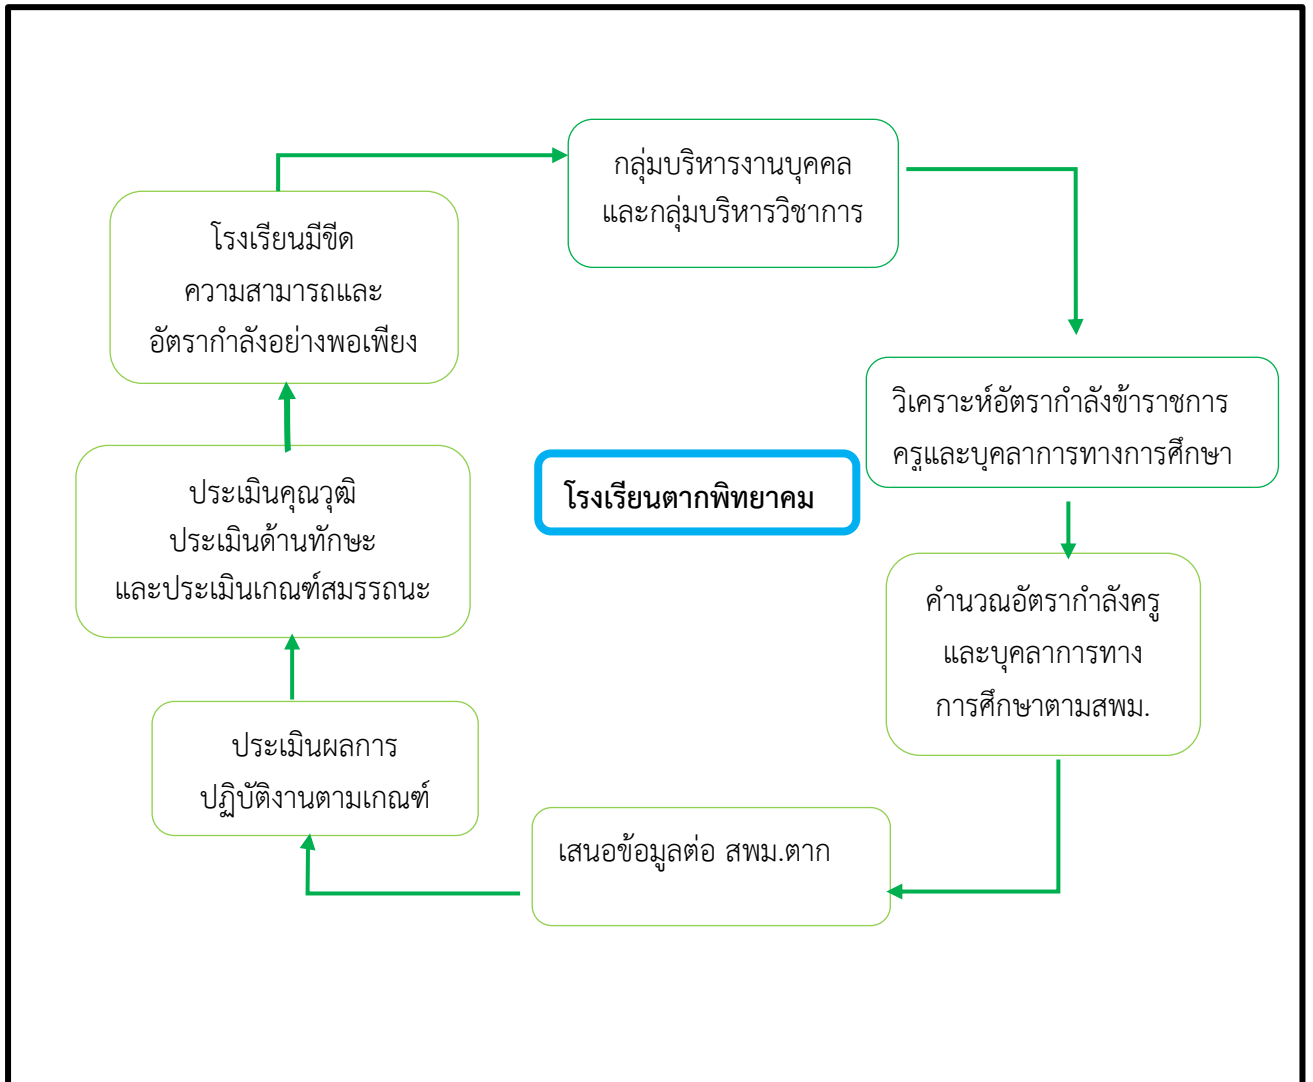 กลุ่มบริหารงานบุคคล
และกลุ่มบริหารวิชาการ
วิเคราะห์อัตรากำลังข้าราชการ
ครูและบุคลาการทางการศึกษา
คำนวณอัตรากำลังครู
และบุคลาการทาง
การศึกษาตามสพม.
เสนอข้อมูลต่อ สพม.ตาก
ประเมินผลการ
ปฏิบัติงานตามเกณฑ์
ประเมินคุณวุฒิ
ประเมินด้านทักษะ
และประเมินเกณฑ์สมรรถนะ
โรงเรียนมีขีด
ความสามารถและ
อัตรากำลังอย่างพอเพียง
โรงเรียนตากพิทยาคม